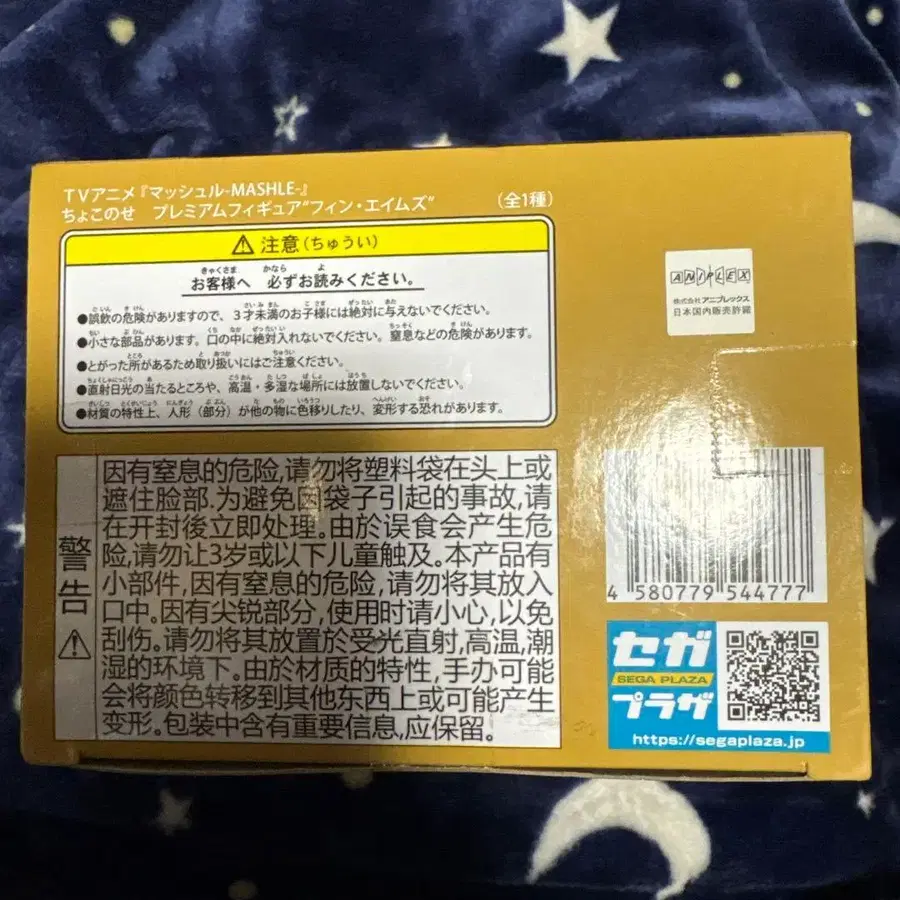 TVアニメ『マッシュル-MASHLE-』
ちょこのせ プレミアムフィギュア“フィン・エイムズ”
（全1種）
⚠ 注意（ちゅうい）
お客様へ 必ずお読みください。
●誤飲の危険がありますので、３才未満のお子様には絶対に与えないでください。
●小さな部品があります。口の中に絶対入れないでください。窒息などの危険があります。
●とがった所があるため取り扱いにはご注意ください。
●直射日光の当たるところや、高温・多湿な場所には放置しないでください。
●材質の特性上、人形（部分）が他の物に色移りしたり、変形する恐れがあります。
ANIPLEX
株式会社アニプレックス
日本国内販売許諾
警告⚠
因有窒息的危险,请勿将塑料袋在头上或
遮住脸部.为避免因袋子引起的事故,请
在开封後立即处理.由於误食会产生危
险,请勿让3岁或以下儿童触及.本产品有
小部件,因有窒息的危险,请勿将其放入
口中.因有尖锐部分,使用时请小心,以免
刮伤.请勿将其放置於受光直射,高温,潮
湿的环境下.由於材质的特性,手办可能
会将颜色转移到其他东西上或可能产生
变形.包装中含有重要信息,应保留.
4 580779 544777
セガ
SEGA PLAZA
プラザ
https://segaplaza.jp